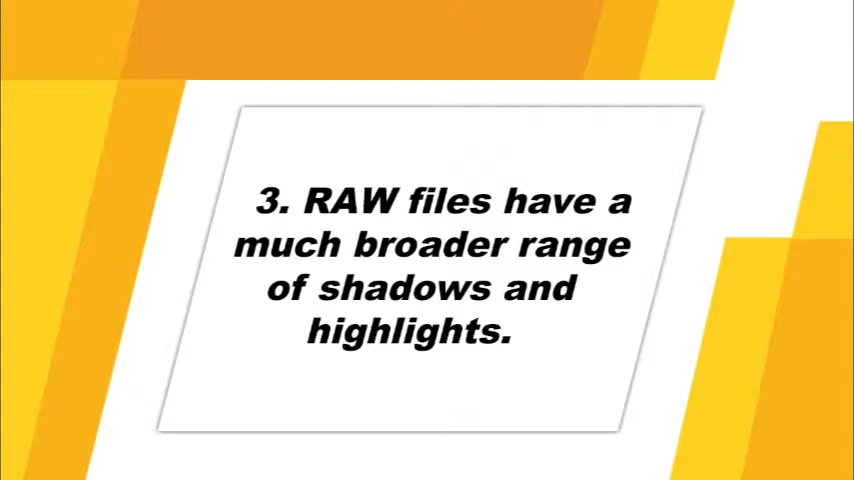 3. RAW files have a
much broader range
of shadows and
highlights.